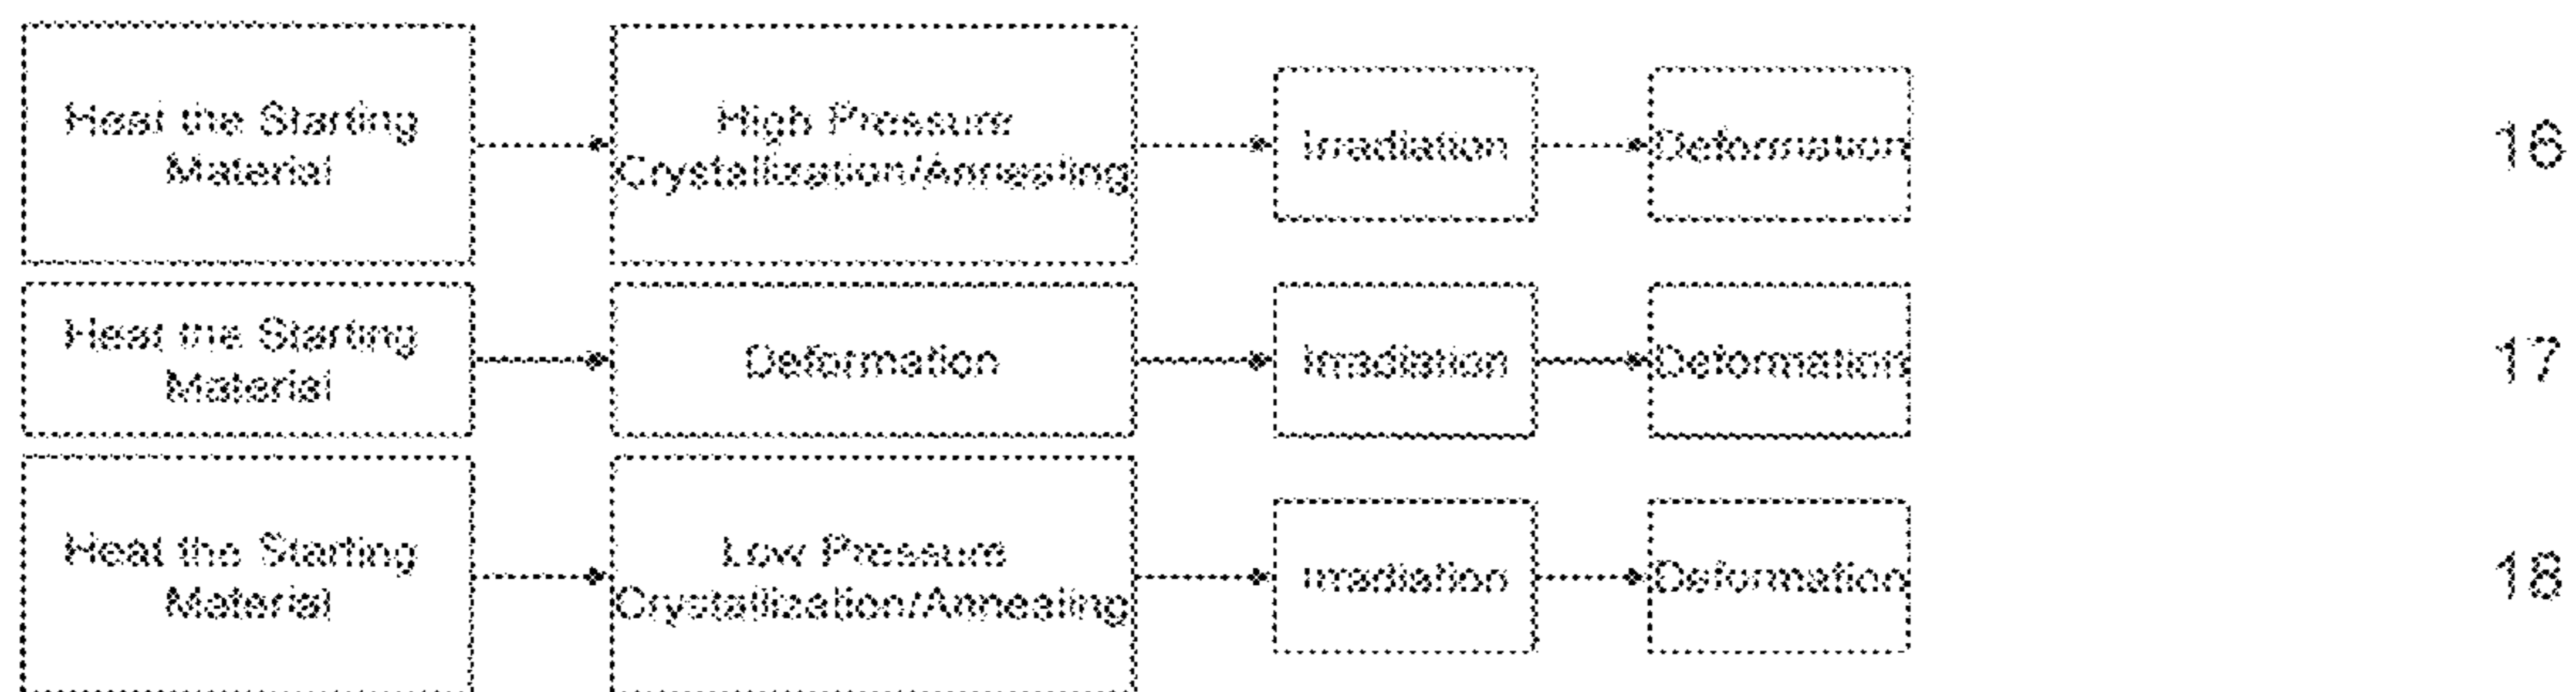 Heat the Starting
Material
High Pressure
Crystallization/Annealing
Irradiation
Deformation
16
Heat the Starting
Material
Deformation
Irradiation
Deformation
17
Heat the Starting
Material
Low Pressure
Crystallization/Annealing
Irradiation
Deformation
18